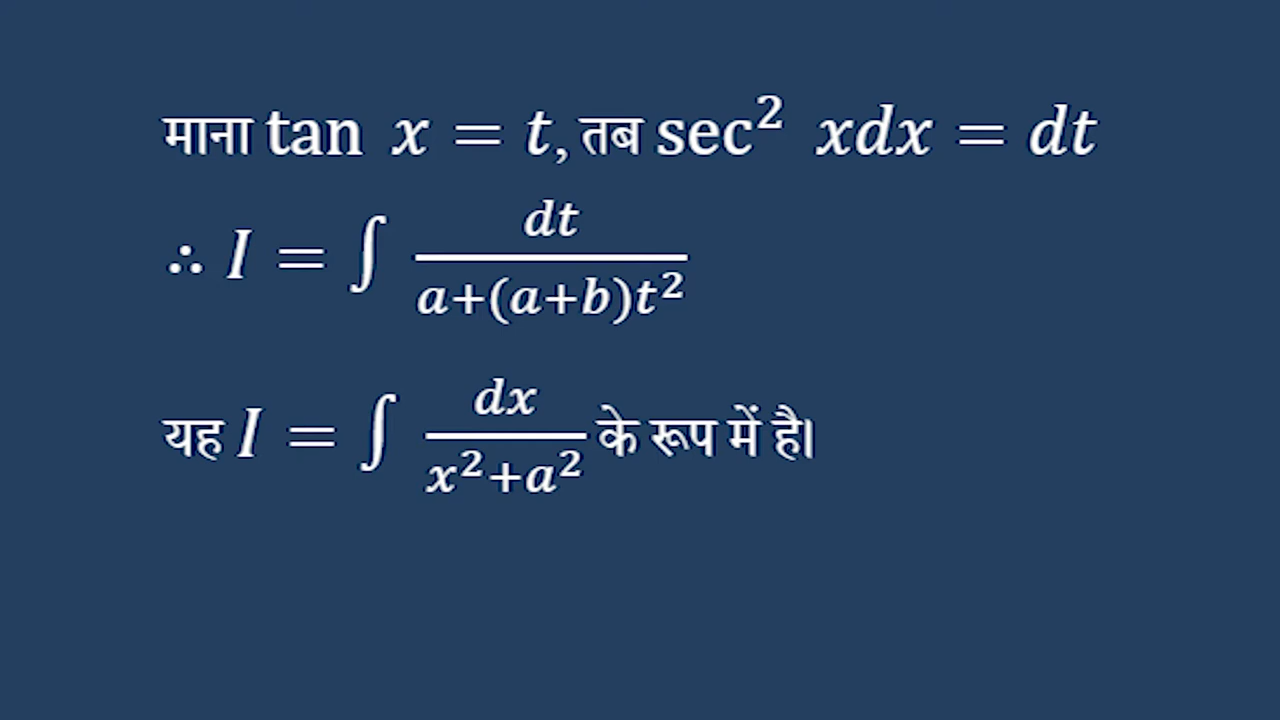 माना tan x = t, तब sec² xdx = dt
∴ I = ∫ dt/(a+(a+b)t²)
यह I = ∫ dx/(x²+a²) के रूप में है।